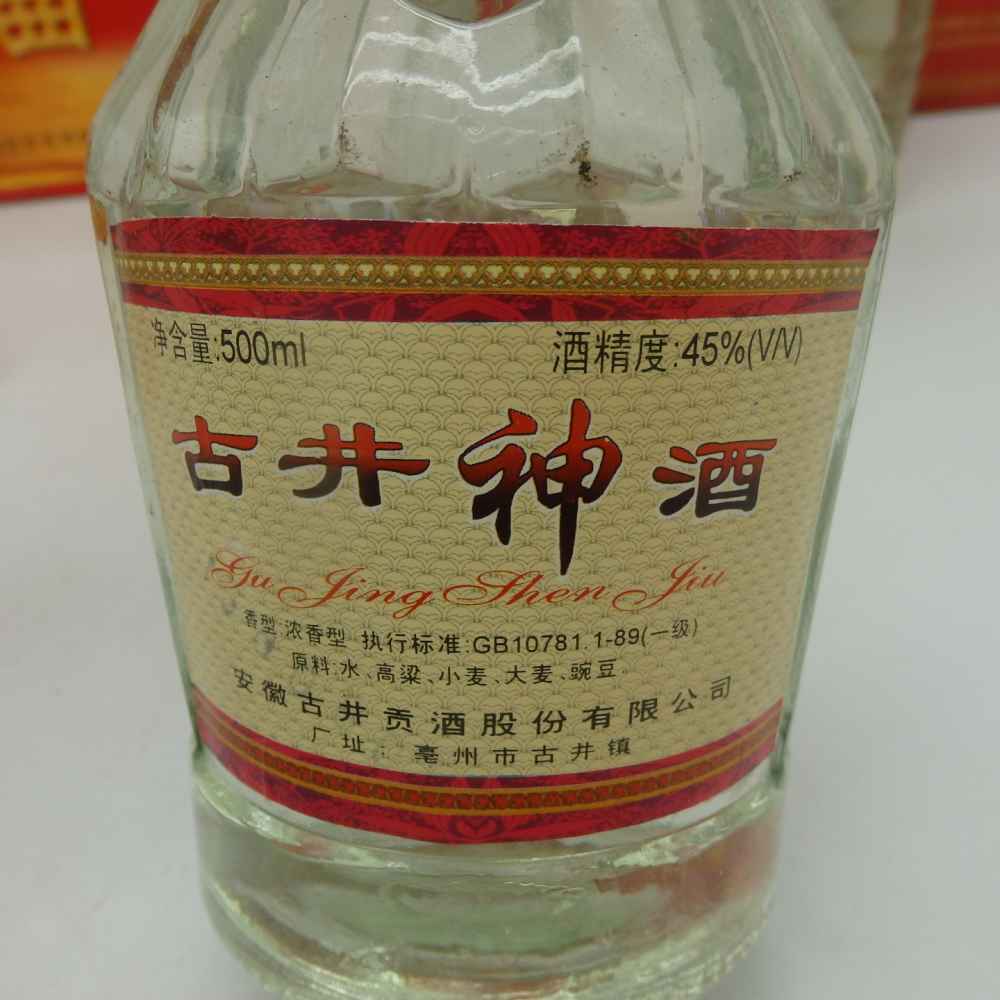 净含量:500ml
酒精度:45%(V/V)
古井神酒
Gu Jing Shen Jiu
香型:浓香型 执行标准:GB10781.1-89(一级)
原料:水、高粱、小麦、大麦、豌豆
安徽古井贡酒股份有限公司
厂址:亳州市古井镇